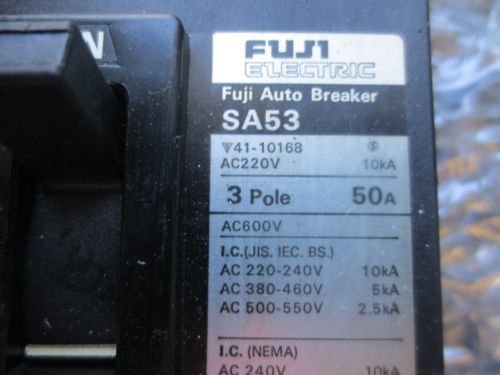 N
FUJI
ELECTRIC
Fuji Auto Breaker
SA53
▽41-10168
AC220V 10kA
3 Pole 50A
AC600V
I.C.(JIS. IEC. BS.)
AC 220-240V 10kA
AC 380-460V 5kA
AC 500-550V 2.5kA
I.C. (NEMA)
AC 240V 10kA